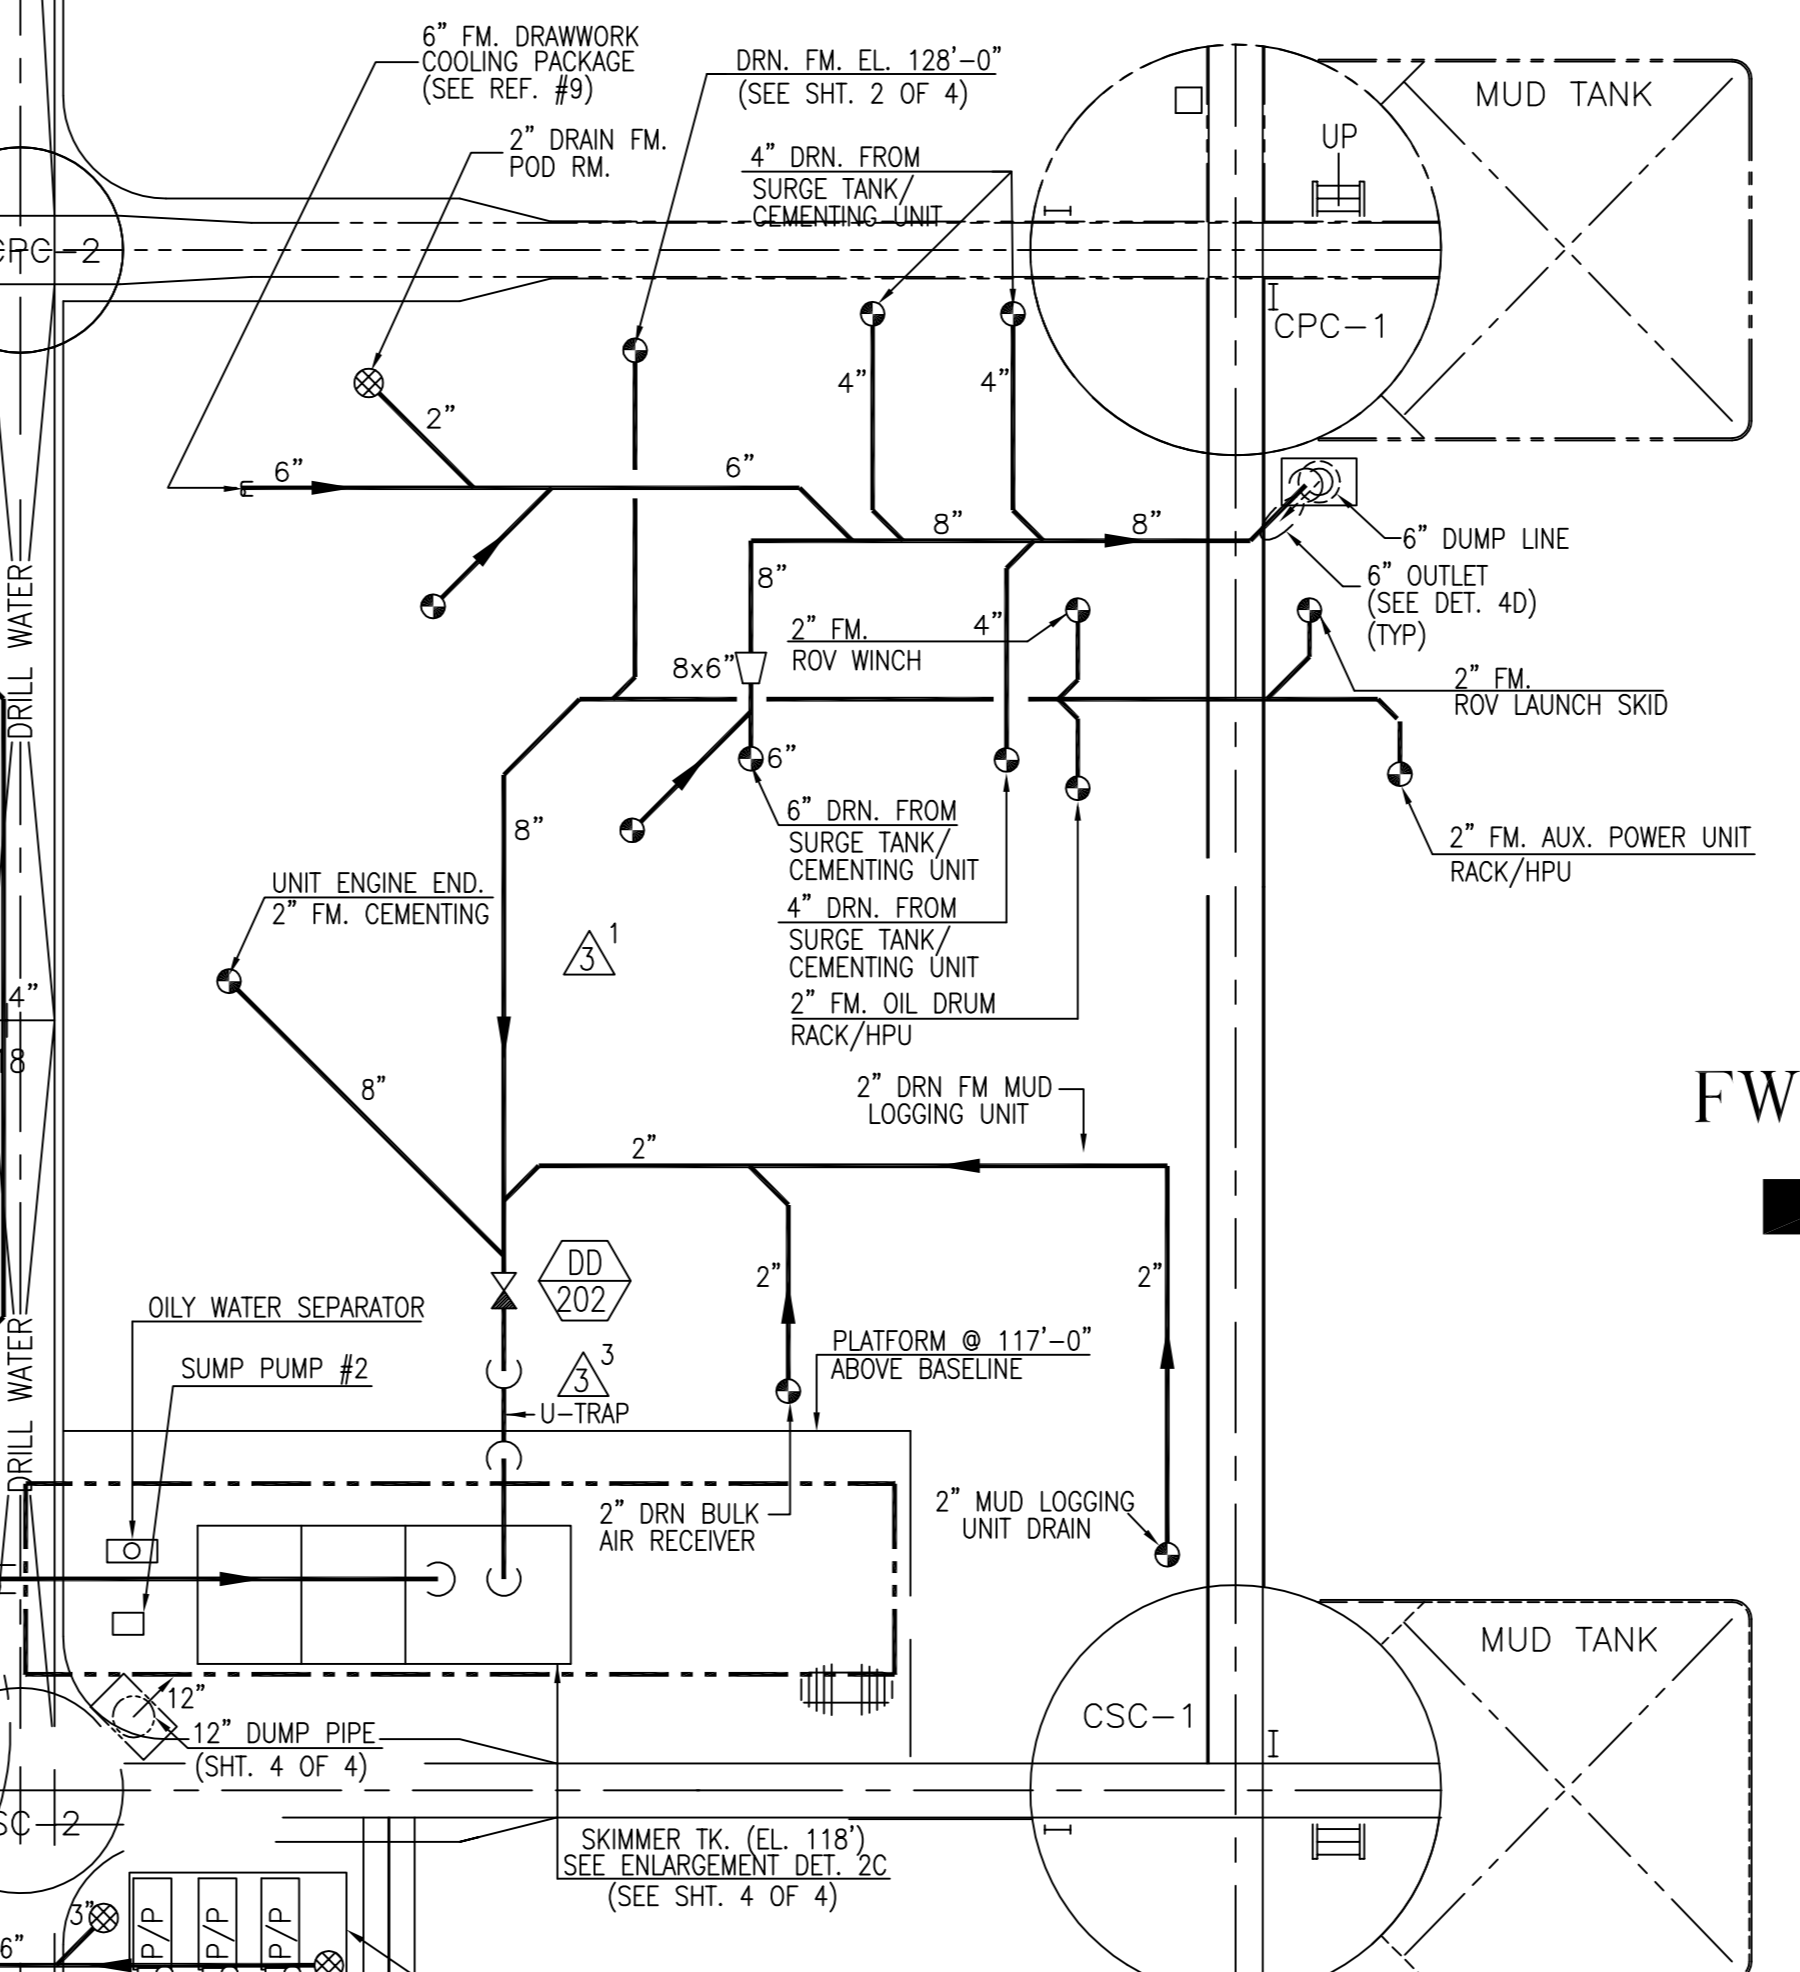 6" FM. DRAWWORK
COOLING PACKAGE
(SEE REF. #9)
DRN. FM. EL. 128'-0"
(SEE SHT. 2 OF 4)
2" DRAIN FM.
POD RM.
4" DRN. FROM
SURGE TANK/
CEMENTING UNIT
MUD TANK
UP
CPC-2
CPC-1
2"
4"
4"
6"
6"
8"
8"
6" DUMP LINE
6" OUTLET
(SEE DET. 4D)
(TYP)
8"
2" FM.
ROV WINCH
4"
8x6"
2" FM.
ROV LAUNCH SKID
6"
6" DRN. FROM
SURGE TANK/
CEMENTING UNIT
8"
2" FM. AUX. POWER UNIT
RACK/HPU
DRILL WATER
UNIT ENGINE END.
2" FM. CEMENTING
3 1
4" DRN. FROM
SURGE TANK/
CEMENTING UNIT
2" FM. OIL DRUM
RACK/HPU
4"
18
8"
2" DRN FM MUD
LOGGING UNIT
FW
2"
DD
202
2"
2"
OILY WATER SEPARATOR
SUMP PUMP #2
3 3
U-TRAP
PLATFORM @ 117'-0"
ABOVE BASELINE
DRILL WATER
2" DRN BULK
AIR RECEIVER
2" MUD LOGGING
UNIT DRAIN
MUD TANK
12"
12" DUMP PIPE
(SHT. 4 OF 4)
CSC-1
SC-2
SKIMMER TK. (EL. 118')
SEE ENLARGEMENT DET. 2C
(SEE SHT. 4 OF 4)
3"
6"
P/P
P/P
P/P